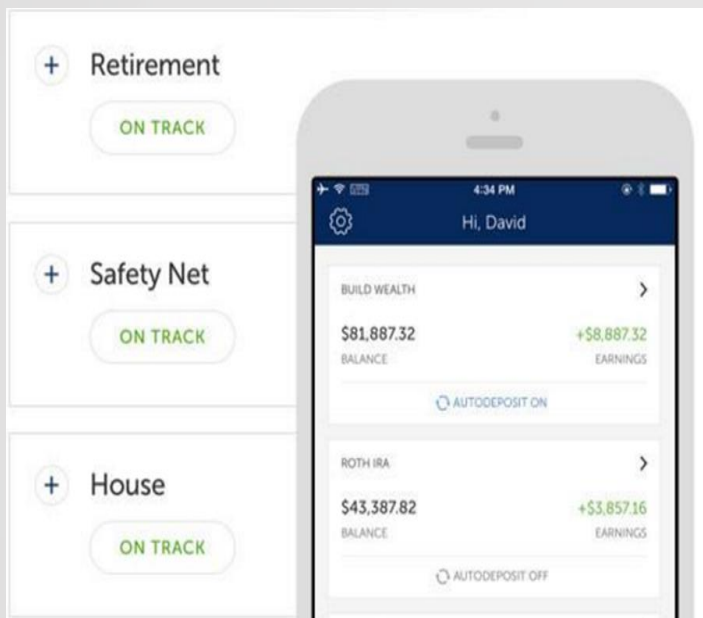 + Retirement
ON TRACK
+ Safety Net
ON TRACK
+ House
ON TRACK
4:34 PM
Hi, David
BUILD WEALTH >
$81,887.32 +$8,887.32
BALANCE EARNINGS
AUTODEPOSIT ON
ROTH IRA >
$43,387.82 +$3,857.16
BALANCE EARNINGS
AUTODEPOSIT OFF